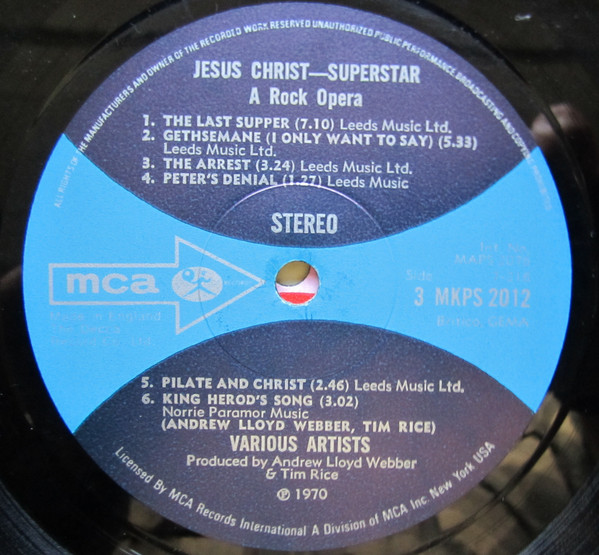 ALL RIGHTS OF THE MANUFACTURERS AND OWNER OF THE RECORDED WORK RESERVED UNAUTHORIZED PUBLIC PERFORMANCE BROADCASTING AND COPYING PROHIBITED
JESUS CHRIST—SUPERSTAR
A Rock Opera
1. THE LAST SUPPER (7.10) Leeds Music Ltd.
2. GETHSEMANE (I ONLY WANT TO SAY) (5.33)
Leeds Music Ltd.
3. THE ARREST (3.24) Leeds Music Ltd.
4. PETER'S DENIAL (1.27) Leeds Music
STEREO
mca
Made in England
Side
3 MKPS 2012
Britico, GEMA
5. PILATE AND CHRIST (2.46) Leeds Music Ltd.
6. KING HEROD'S SONG (3.02)
Norrie Paramor Music
(ANDREW LLOYD WEBBER, TIM RICE)
VARIOUS ARTISTS
Produced by Andrew Lloyd Webber
& Tim Rice
℗ 1970
Licensed By MCA Records International A Division of MCA Inc New York USA